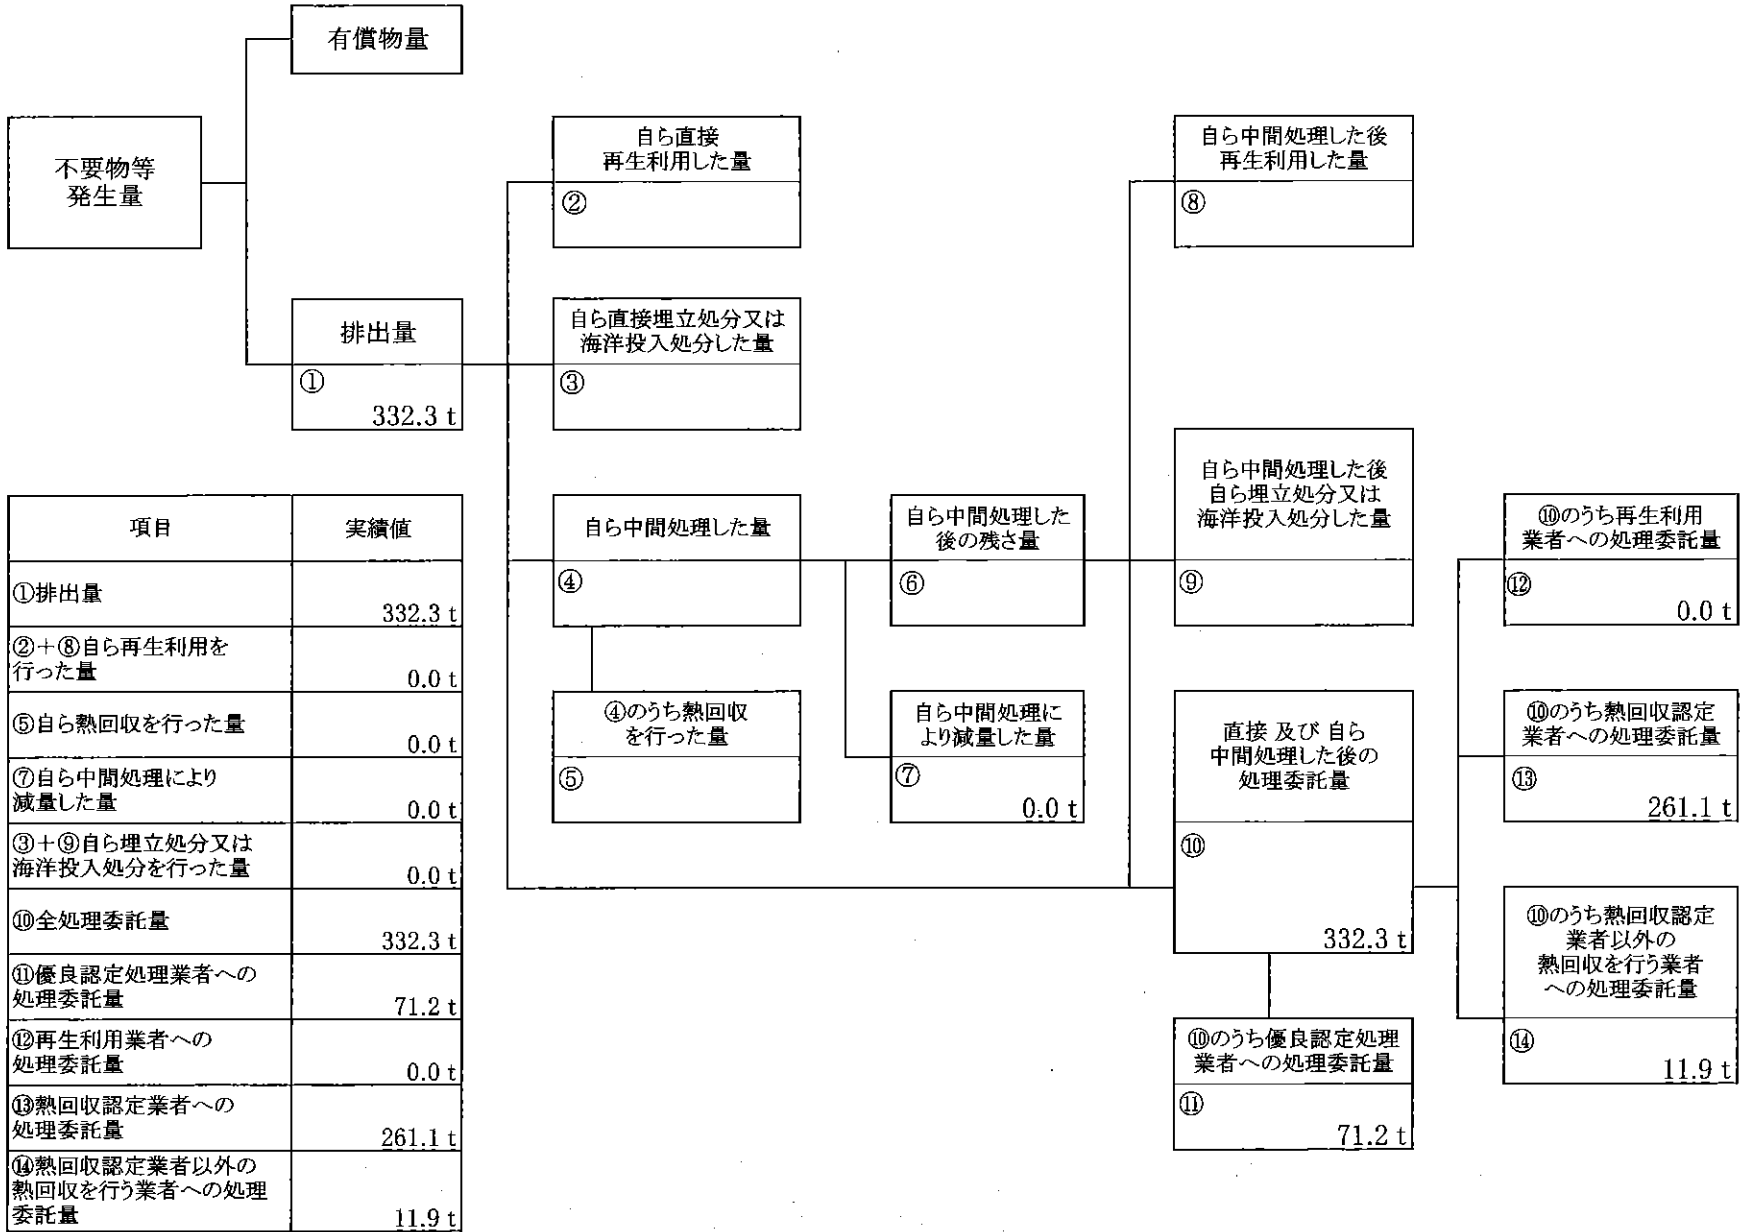 有償物量
不要物等
発生量
排出量
①
332.3 t
自ら直接
再生利用した量
②
自ら直接埋立処分又は
海洋投入処分した量
③
自ら中間処理した量
④
④のうち熱回収
を行った量
⑤
自ら中間処理した
後の残さ量
⑥
自ら中間処理に
より減量した量
⑦
0.0 t
自ら中間処理した後
再生利用した量
⑧
自ら中間処理した後
自ら埋立処分又は
海洋投入処分した量
⑨
直接 及び 自ら
中間処理した後の
処理委託量
⑩
332.3 t
⑩のうち優良認定処理
業者への処理委託量
⑪
71.2 t
⑩のうち再生利用
業者への処理委託量
⑫
0.0 t
⑩のうち熱回収認定
業者への処理委託量
⑬
261.1 t
⑩のうち熱回収認定
業者以外の
熱回収を行う業者
への処理委託量
⑭
11.9 t
項目 実績値
①排出量
332.3 t
②+⑧自ら再生利用を
行った量
0.0 t
⑤自ら熱回収を行った量
0.0 t
⑦自ら中間処理により
減量した量
0.0 t
③+⑨自ら埋立処分又は
海洋投入処分を行った量
0.0 t
⑩全処理委託量
332.3 t
⑪優良認定処理業者への
処理委託量
71.2 t
⑫再生利用業者への
処理委託量
0.0 t
⑬熱回収認定業者への
処理委託量
261.1 t
⑭熱回収認定業者以外の
熱回収を行う業者への処理
委託量
11.9 t